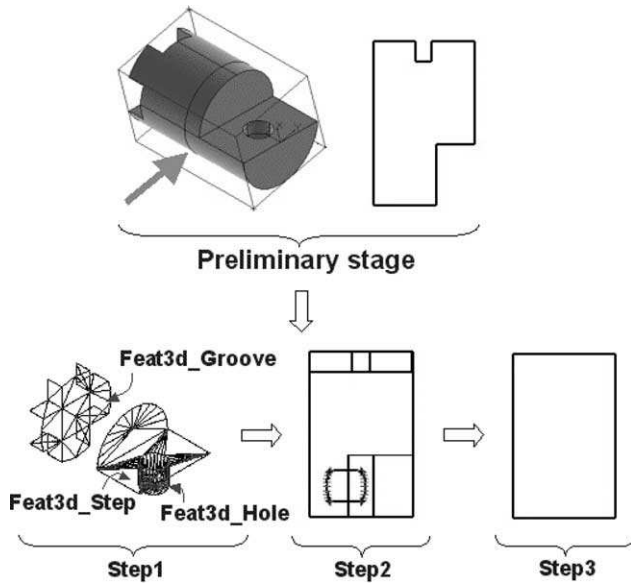 Preliminary stage
Feat3d_Groove
Feat3d_Step
Feat3d_Hole
Step1
Step2
Step3